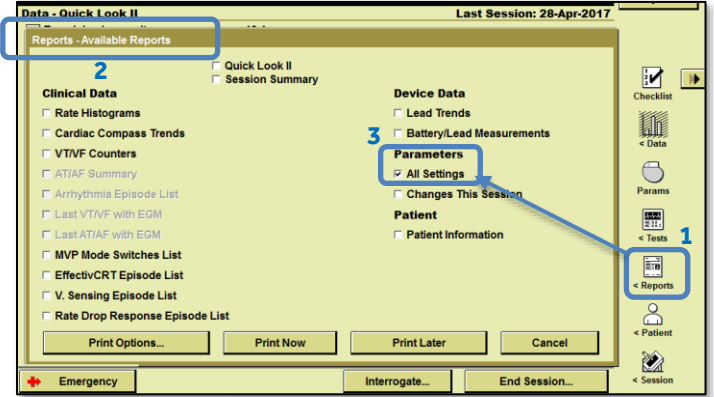 Data - Quick Look II
Last Session: 28-Apr-2017
Reports - Available Reports
2
Quick Look II
Session Summary
Clinical Data
Rate Histograms
Cardiac Compass Trends
VT/VF Counters
AT/AF Summary
Arrhythmia Episode List
Last VT/VF with EGM
Last AT/AF with EGM
MVP Mode Switches List
EffectivCRT Episode List
V. Sensing Episode List
Rate Drop Response Episode List
Device Data
Lead Trends
Battery/Lead Measurements
3
Parameters
All Settings
Changes This Session
Patient
Patient Information
Print Options...
Print Now
Print Later
Cancel
Emergency
Interrogate...
End Session...
Checklist
< Data
Params
< Tests
1
< Reports
< Patient
< Session